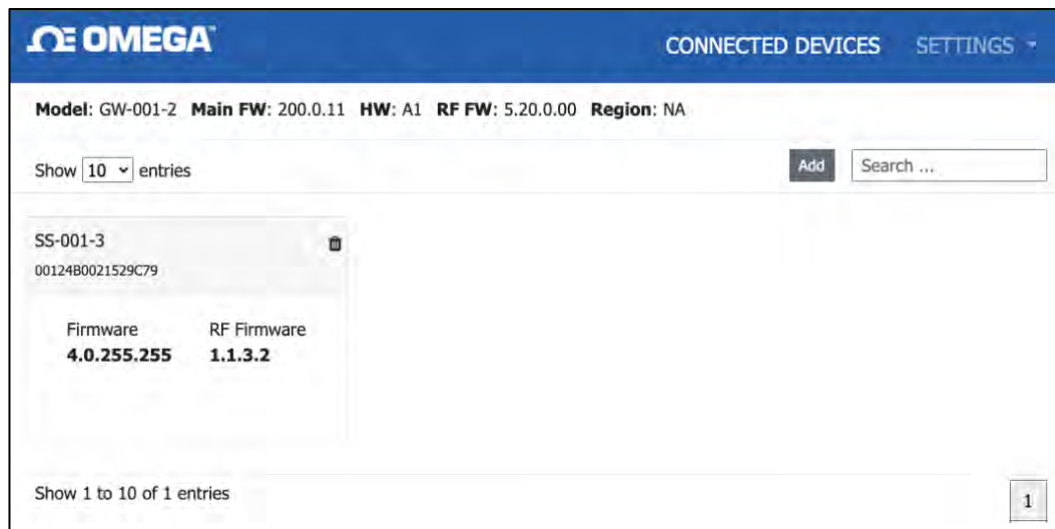 OMEGA™ CONNECTED DEVICES SETTINGS
Model: GW-001-2 Main FW: 200.0.11 HW: A1 RF FW: 5.20.0.00 Region: NA
Show 10 entries Add Search ...
SS-001-3
00124B0021529C79
Firmware RF Firmware
4.0.255.255 1.1.3.2
Show 1 to 10 of 1 entries 1